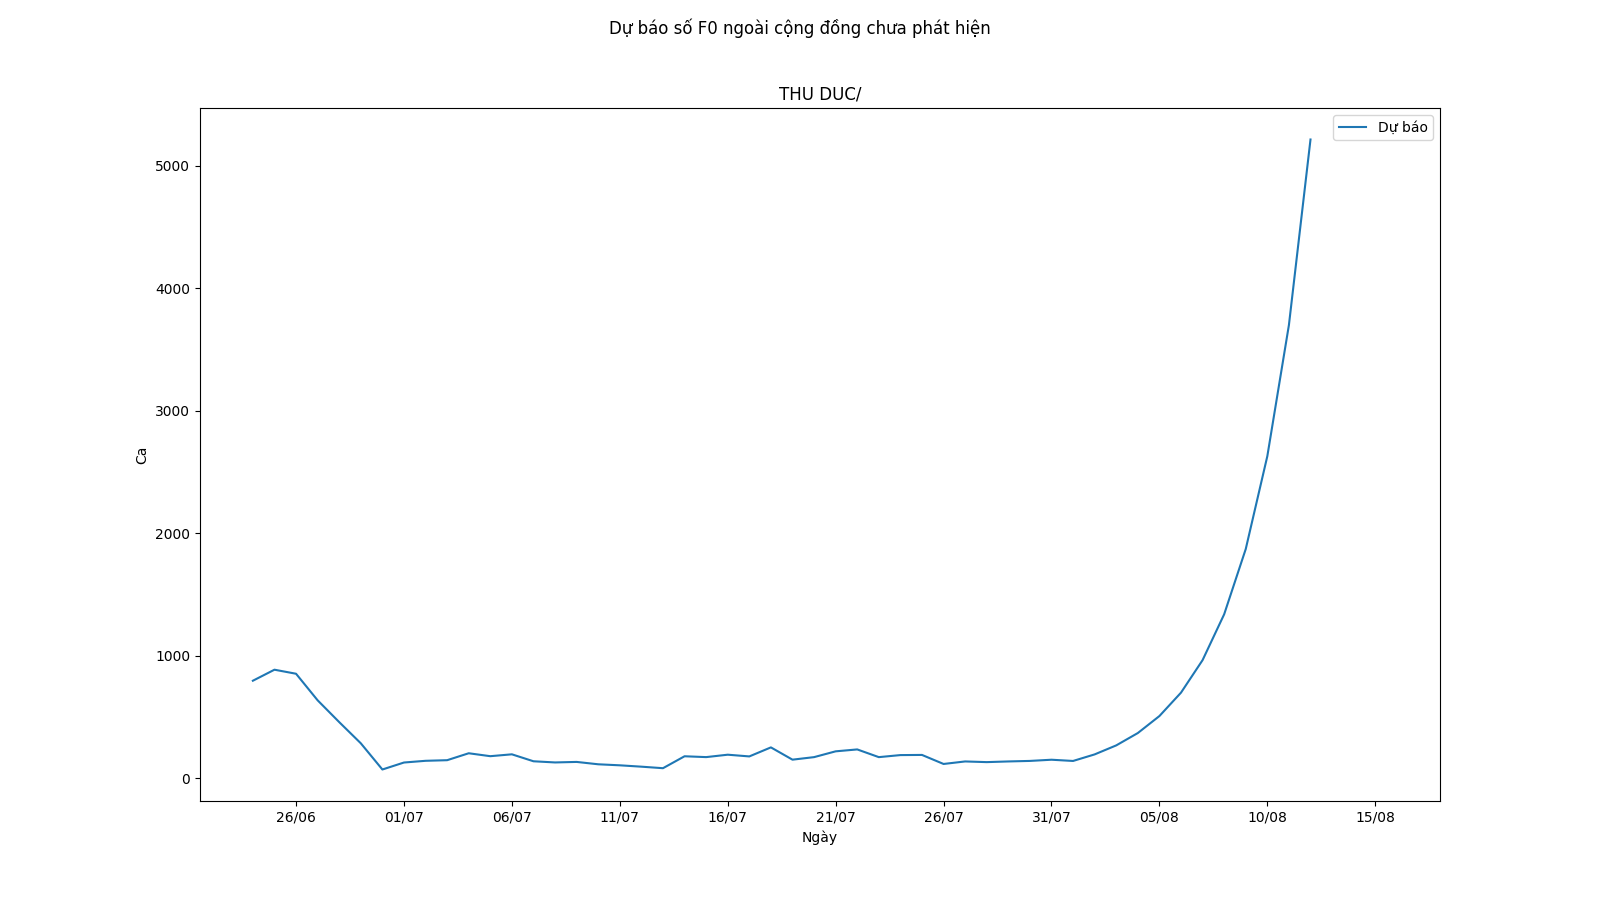 Dự báo số F0 ngoài cộng đồng chưa phát hiện
THU DUC/
Dự báo
5000
4000
3000
2000
1000
0
Ca
26/06 01/07 06/07 11/07 16/07 21/07 26/07 31/07 05/08 10/08 15/08
Ngày